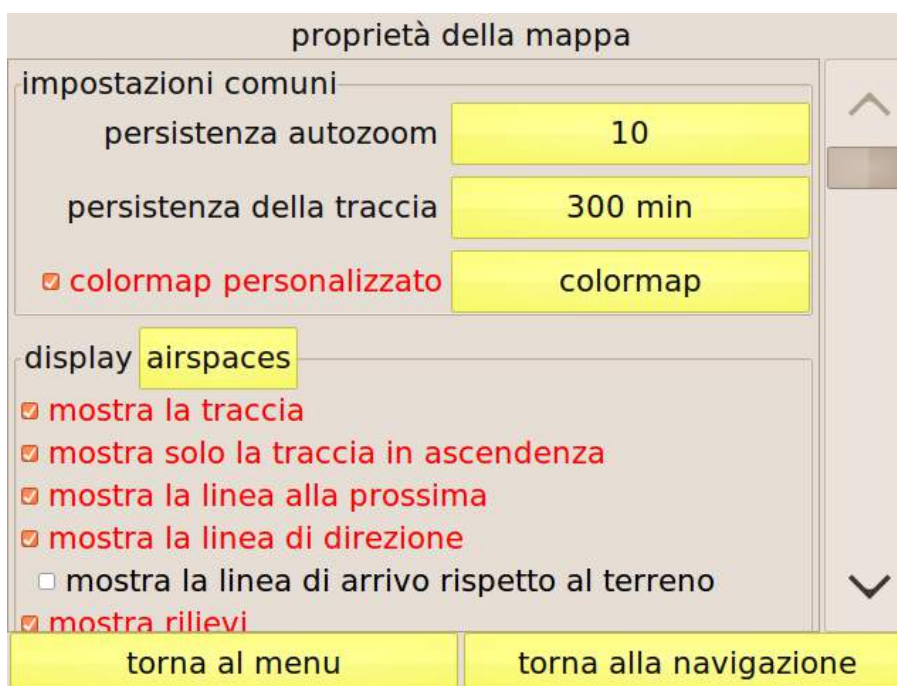 proprietà della mappa
impostazioni comuni
persistenza autozoom 10
persistenza della traccia 300 min
colormap personalizzato colormap
display airspaces
mostra la traccia
mostra solo la traccia in ascendenza
mostra la linea alla prossima
mostra la linea di direzione
mostra la linea di arrivo rispetto al terreno
mostra rilievi
torna al menu torna alla navigazione